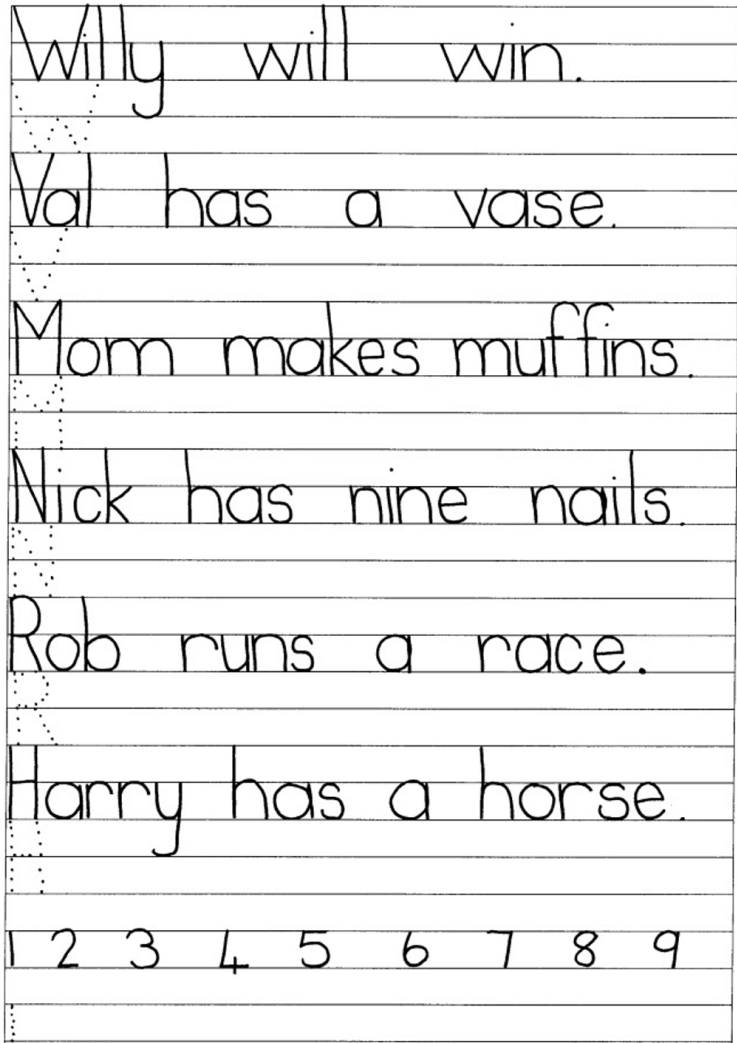 Willy will win.
W
Val has a vase.
V
Mom makes muffins.
M
Nick has nine nails.
N
Rob runs a race.
R
Harry has a horse.
H
1 2 3 4 5 6 7 8 9
1